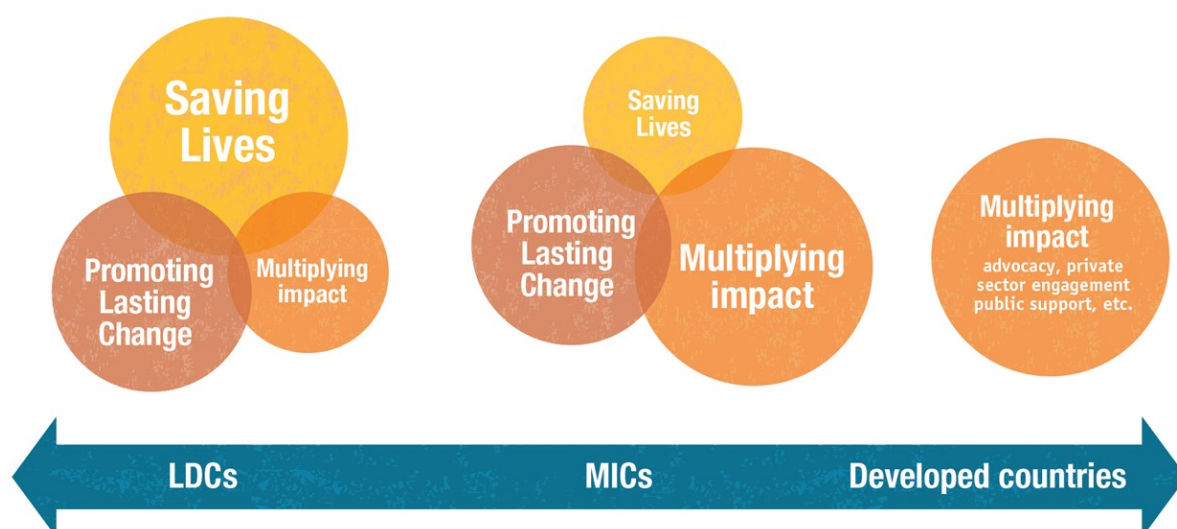 Saving
Lives
Promoting
Lasting
Change
Multiplying
impact
Saving
Lives
Promoting
Lasting
Change
Multiplying
impact
Multiplying
impact
advocacy, private
sector engagement
public support, etc.
LDCs
MICs
Developed countries